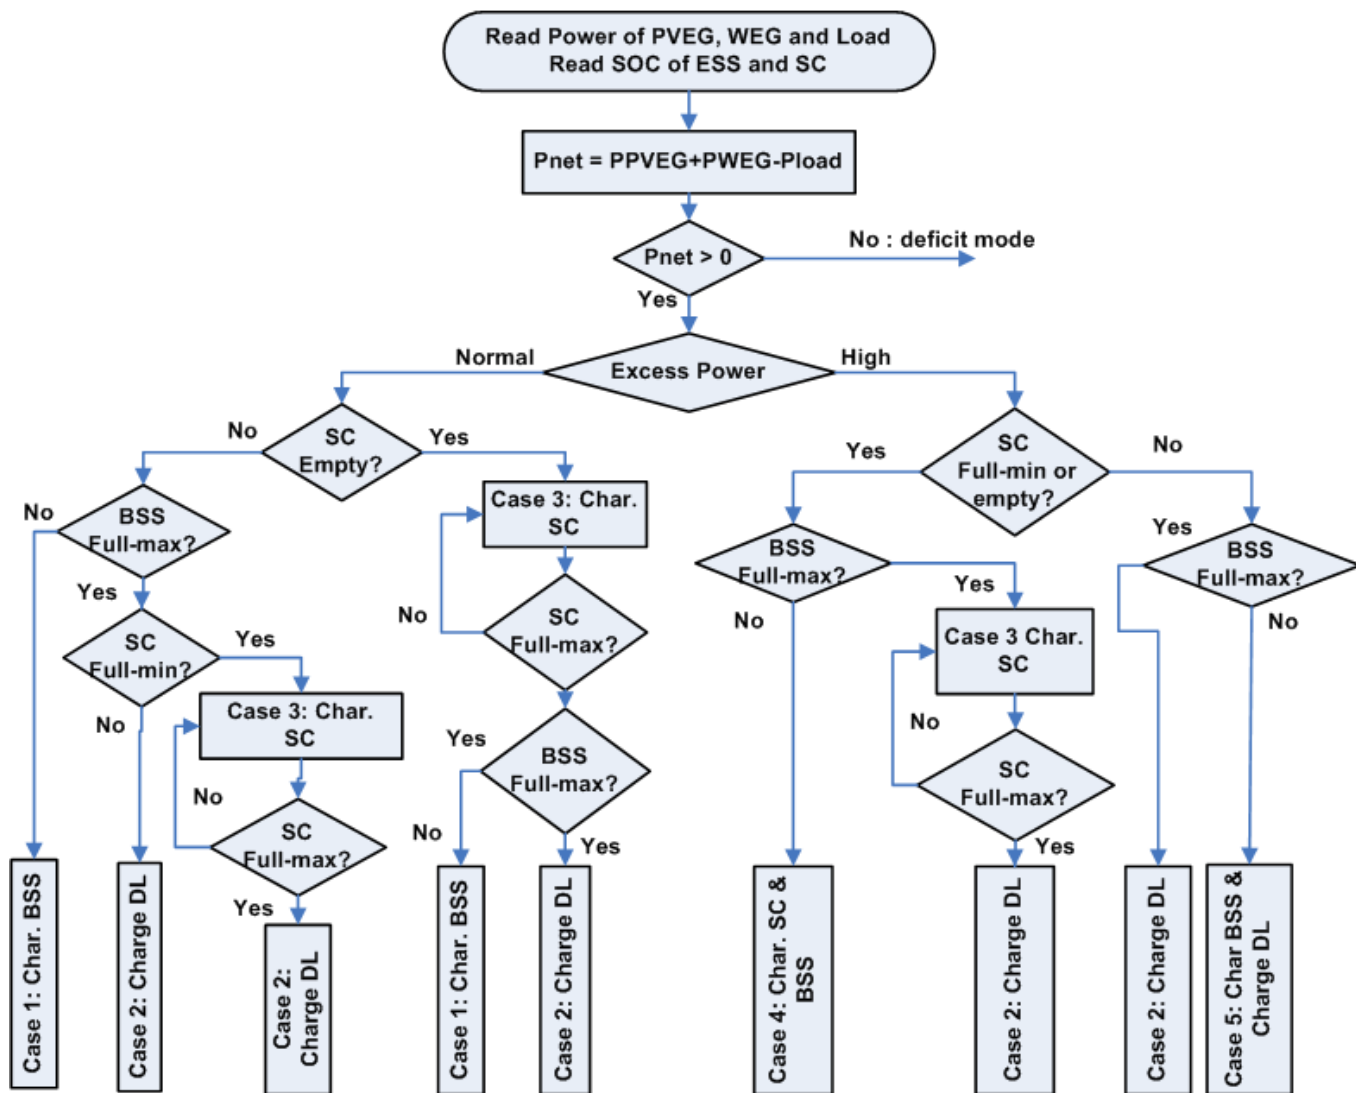 Read Power of PVEG, WEG and Load
Read SOC of ESS and SC
Pnet = PPVEG+PWEG-Pload
Pnet > 0
No : deficit mode
Yes
Excess Power
Normal
High
SC
Empty?
No
Yes
BSS
Full-max?
No
Yes
SC
Full-min?
Yes
No
Case 3: Char.
SC
No
SC
Full-max?
Yes
Case 1: Char. BSS
Case 2: Charge DL
Case 2:
Charge DL
Case 3: Char.
SC
No
SC
Full-max?
Yes
BSS
Full-max?
No
Yes
Case 1: Char. BSS
Case 2: Charge DL
SC
Full-min or
empty?
Yes
No
BSS
Full-max?
No
Yes
Case 3 Char.
SC
No
SC
Full-max?
Yes
Case 4: Char. SC &
BSS
Case 2: Charge DL
Yes
BSS
Full-max?
No
Case 2: Charge DL
Case 5: Char BSS &
Charge DL